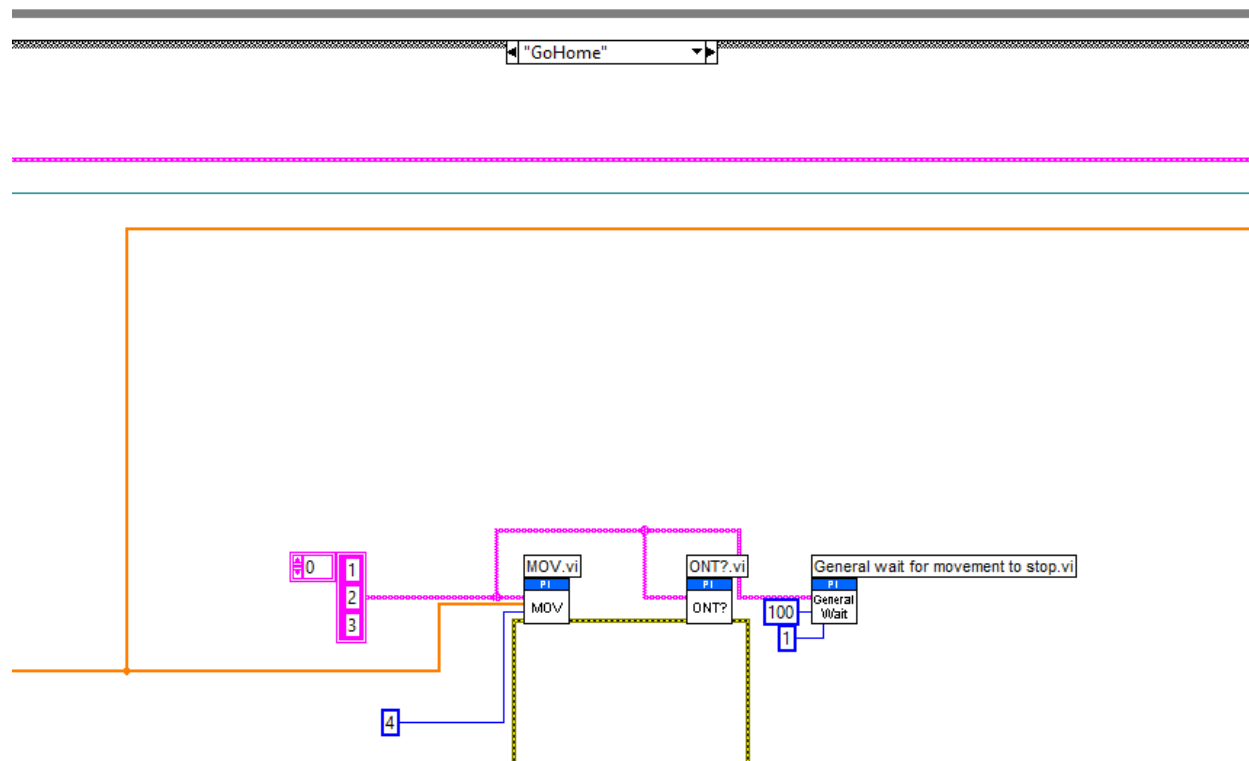 "GoHome"
MOV.vi
ONT?.vi
General wait for movement to stop.vi
0
1
2
3
PI
MOV
PI
ONT?
PI
General
Wait
100
1
4